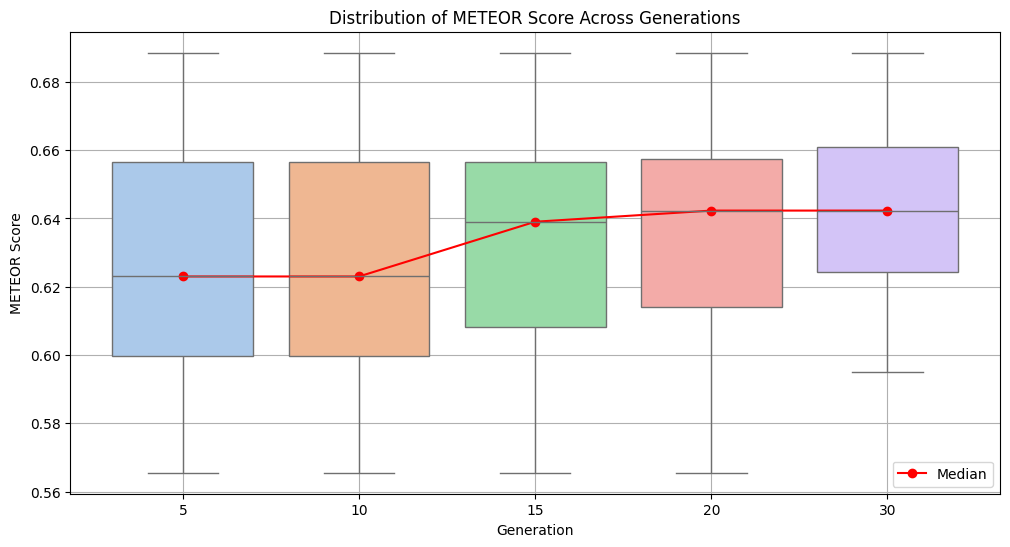 Distribution of METEOR Score Across Generations
METEOR Score
0.68
0.66
0.64
0.62
0.60
0.58
0.56
5 10 15 20 30
Generation
Median